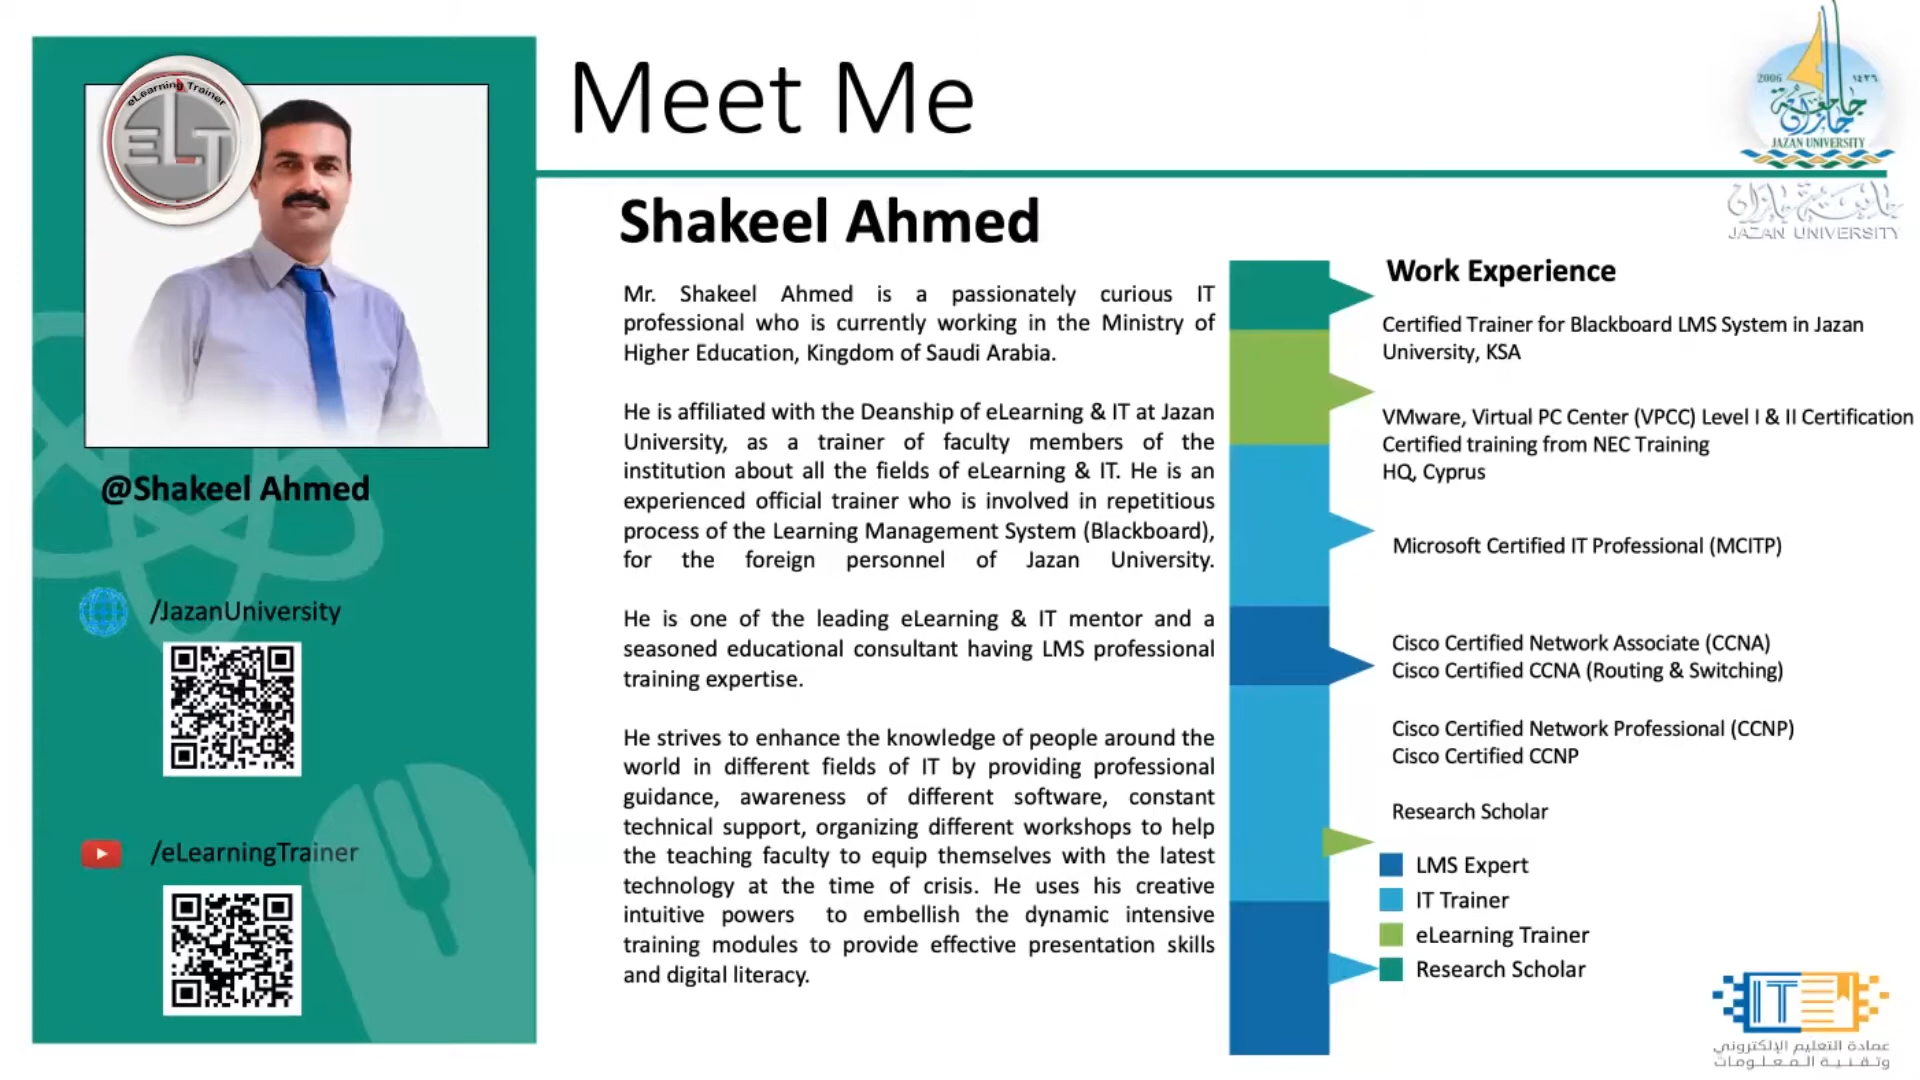 eLearning Trainer
ELT
@Shakeel Ahmed
/JazanUniversity
/eLearningTrainer
Meet Me
Shakeel Ahmed
Mr. Shakeel Ahmed is a passionately curious IT
professional who is currently working in the Ministry of
Higher Education, Kingdom of Saudi Arabia.
He is affiliated with the Deanship of eLearning & IT at Jazan
University, as a trainer of faculty members of the
institution about all the fields of eLearning & IT. He is an
experienced official trainer who is involved in repetitious
process of the Learning Management System (Blackboard),
for the foreign personnel of Jazan University.
He is one of the leading eLearning & IT mentor and a
seasoned educational consultant having LMS professional
training expertise.
He strives to enhance the knowledge of people around the
world in different fields of IT by providing professional
guidance, awareness of different software, constant
technical support, organizing different workshops to help
the teaching faculty to equip themselves with the latest
technology at the time of crisis. He uses his creative
intuitive powers to embellish the dynamic intensive
training modules to provide effective presentation skills
and digital literacy.
2006 ١٤٢٦
جامعة جازان
JAZAN UNIVERSITY
جامعة جازان
JAZAN UNIVERSITY
Work Experience
Certified Trainer for Blackboard LMS System in Jazan
University, KSA
VMware, Virtual PC Center (VPCC) Level I & II Certification
Certified training from NEC Training
HQ, Cyprus
Microsoft Certified IT Professional (MCITP)
Cisco Certified Network Associate (CCNA)
Cisco Certified CCNA (Routing & Switching)
Cisco Certified Network Professional (CCNP)
Cisco Certified CCNP
Research Scholar
LMS Expert
IT Trainer
eLearning Trainer
Research Scholar
IT
عمادة التعليم الإلكتروني
وتقنية المعلومات